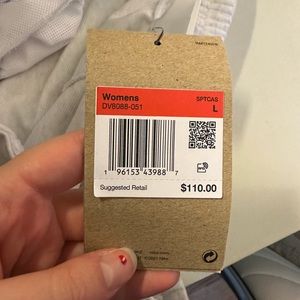 Womens SPTCAS
DV8088-051 L
1 96153 43988 7
Suggested Retail $110.00